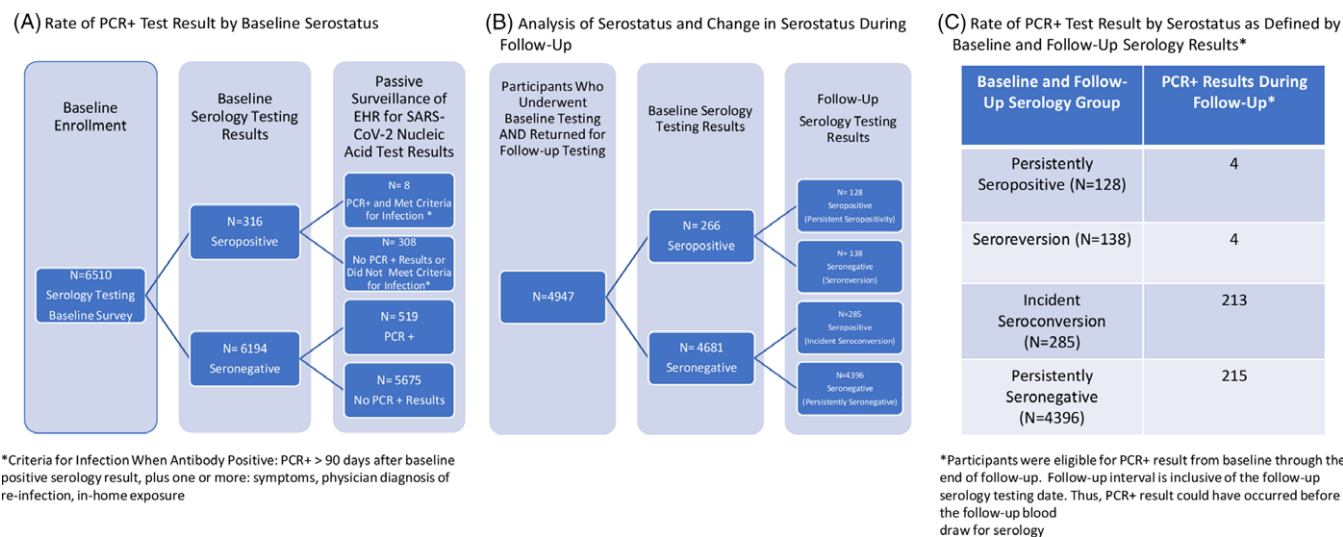 (A) Rate of PCR+ Test Result by Baseline Serostatus
Baseline
Enrollment
N=6510
Serology Testing
Baseline Survey
Baseline
Serology Testing
Results
N=316
Seropositive
N= 6194
Seronegative
Passive
Surveillance of
EHR for SARS-
CoV-2 Nucleic
Acid Test Results
N= 8
PCR+ and Met Criteria
for Infection *
N= 308
No PCR + Results or
Did Not Meet Criteria
for Infection*
N= 519
PCR +
N= 5675
No PCR + Results
*Criteria for Infection When Antibody Positive: PCR+ > 90 days after baseline
positive serology result, plus one or more: symptoms, physician diagnosis of
re-infection, in-home exposure
(B) Analysis of Serostatus and Change in Serostatus During
Follow-Up
Participants Who
Underwent
Baseline Testing
AND Returned for
Follow-up Testing
N=4947
Baseline Serology
Testing Results
N= 266
Seropositive
N= 4681
Seronegative
Follow-Up
Serology Testing
Results
N= 128
Seropositive
(Persistent Seropositivity)
N= 138
Seronegative
(Seroreversion)
N=285
Seropositive
(Incident Seroconversion)
N=4396
Seronegative
(Persistently Seronegative)
(C) Rate of PCR+ Test Result by Serostatus as Defined by
Baseline and Follow-Up Serology Results*
Baseline and Follow-
Up Serology Group
PCR+ Results During
Follow-Up*
Persistently
Seropositive (N=128)
4
Seroreversion (N=138)
4
Incident
Seroconversion
(N=285)
213
Persistently
Seronegative
(N=4396)
215
*Participants were eligible for PCR+ result from baseline through the
end of follow-up. Follow-up interval is inclusive of the follow-up
serology testing date. Thus, PCR+ result could have occurred before
the follow-up blood
draw for serology